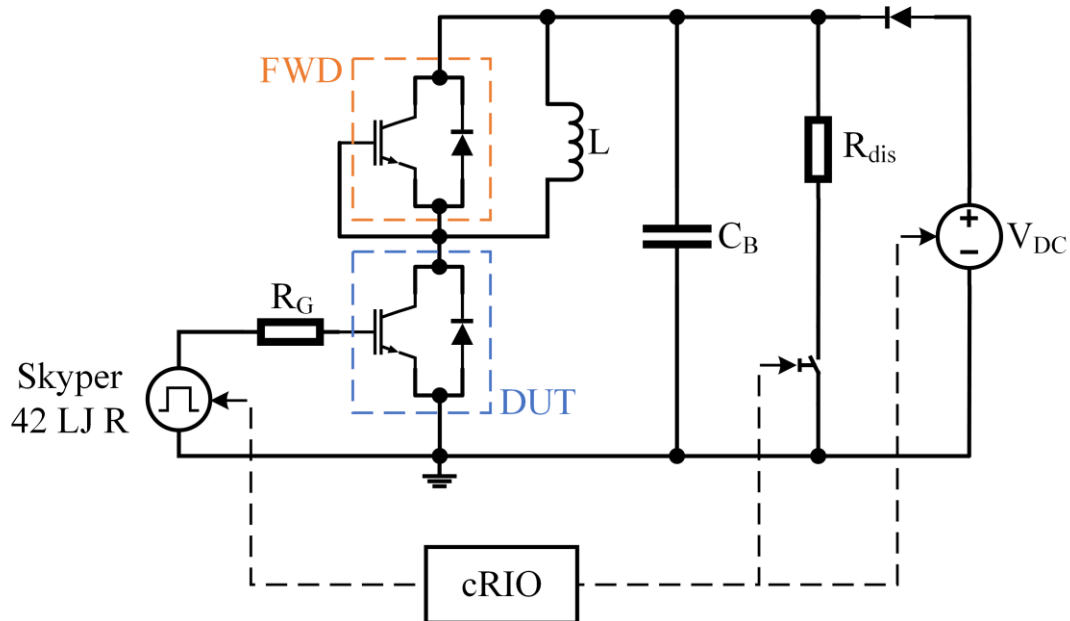 FWD
L
R_dis
C_B
+
−
V_DC
R_G
Skyper
42 LJ R
DUT
cRIO